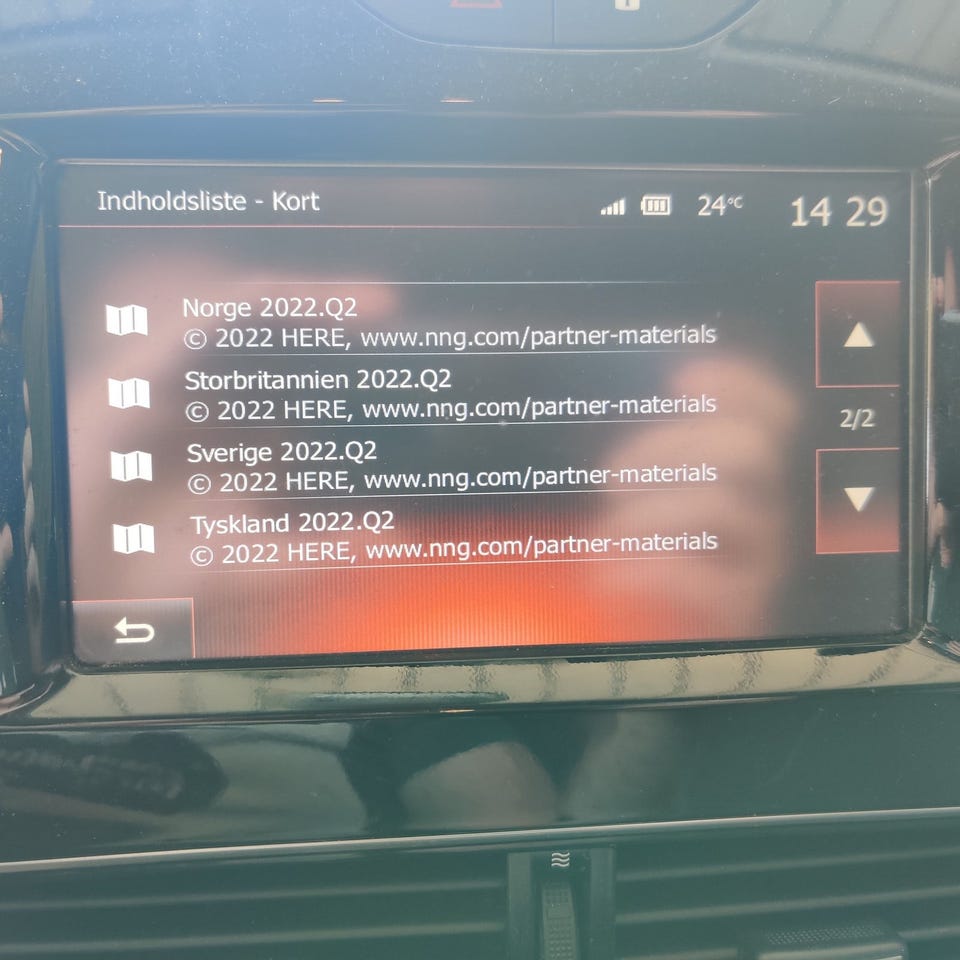 Indholdsliste - Kort
24°C
14 29
Norge 2022.Q2
© 2022 HERE, www.nng.com/partner-materials
Storbritannien 2022.Q2
© 2022 HERE, www.nng.com/partner-materials
2/2
Sverige 2022.Q2
© 2022 HERE, www.nng.com/partner-materials
Tyskland 2022.Q2
© 2022 HERE, www.nng.com/partner-materials